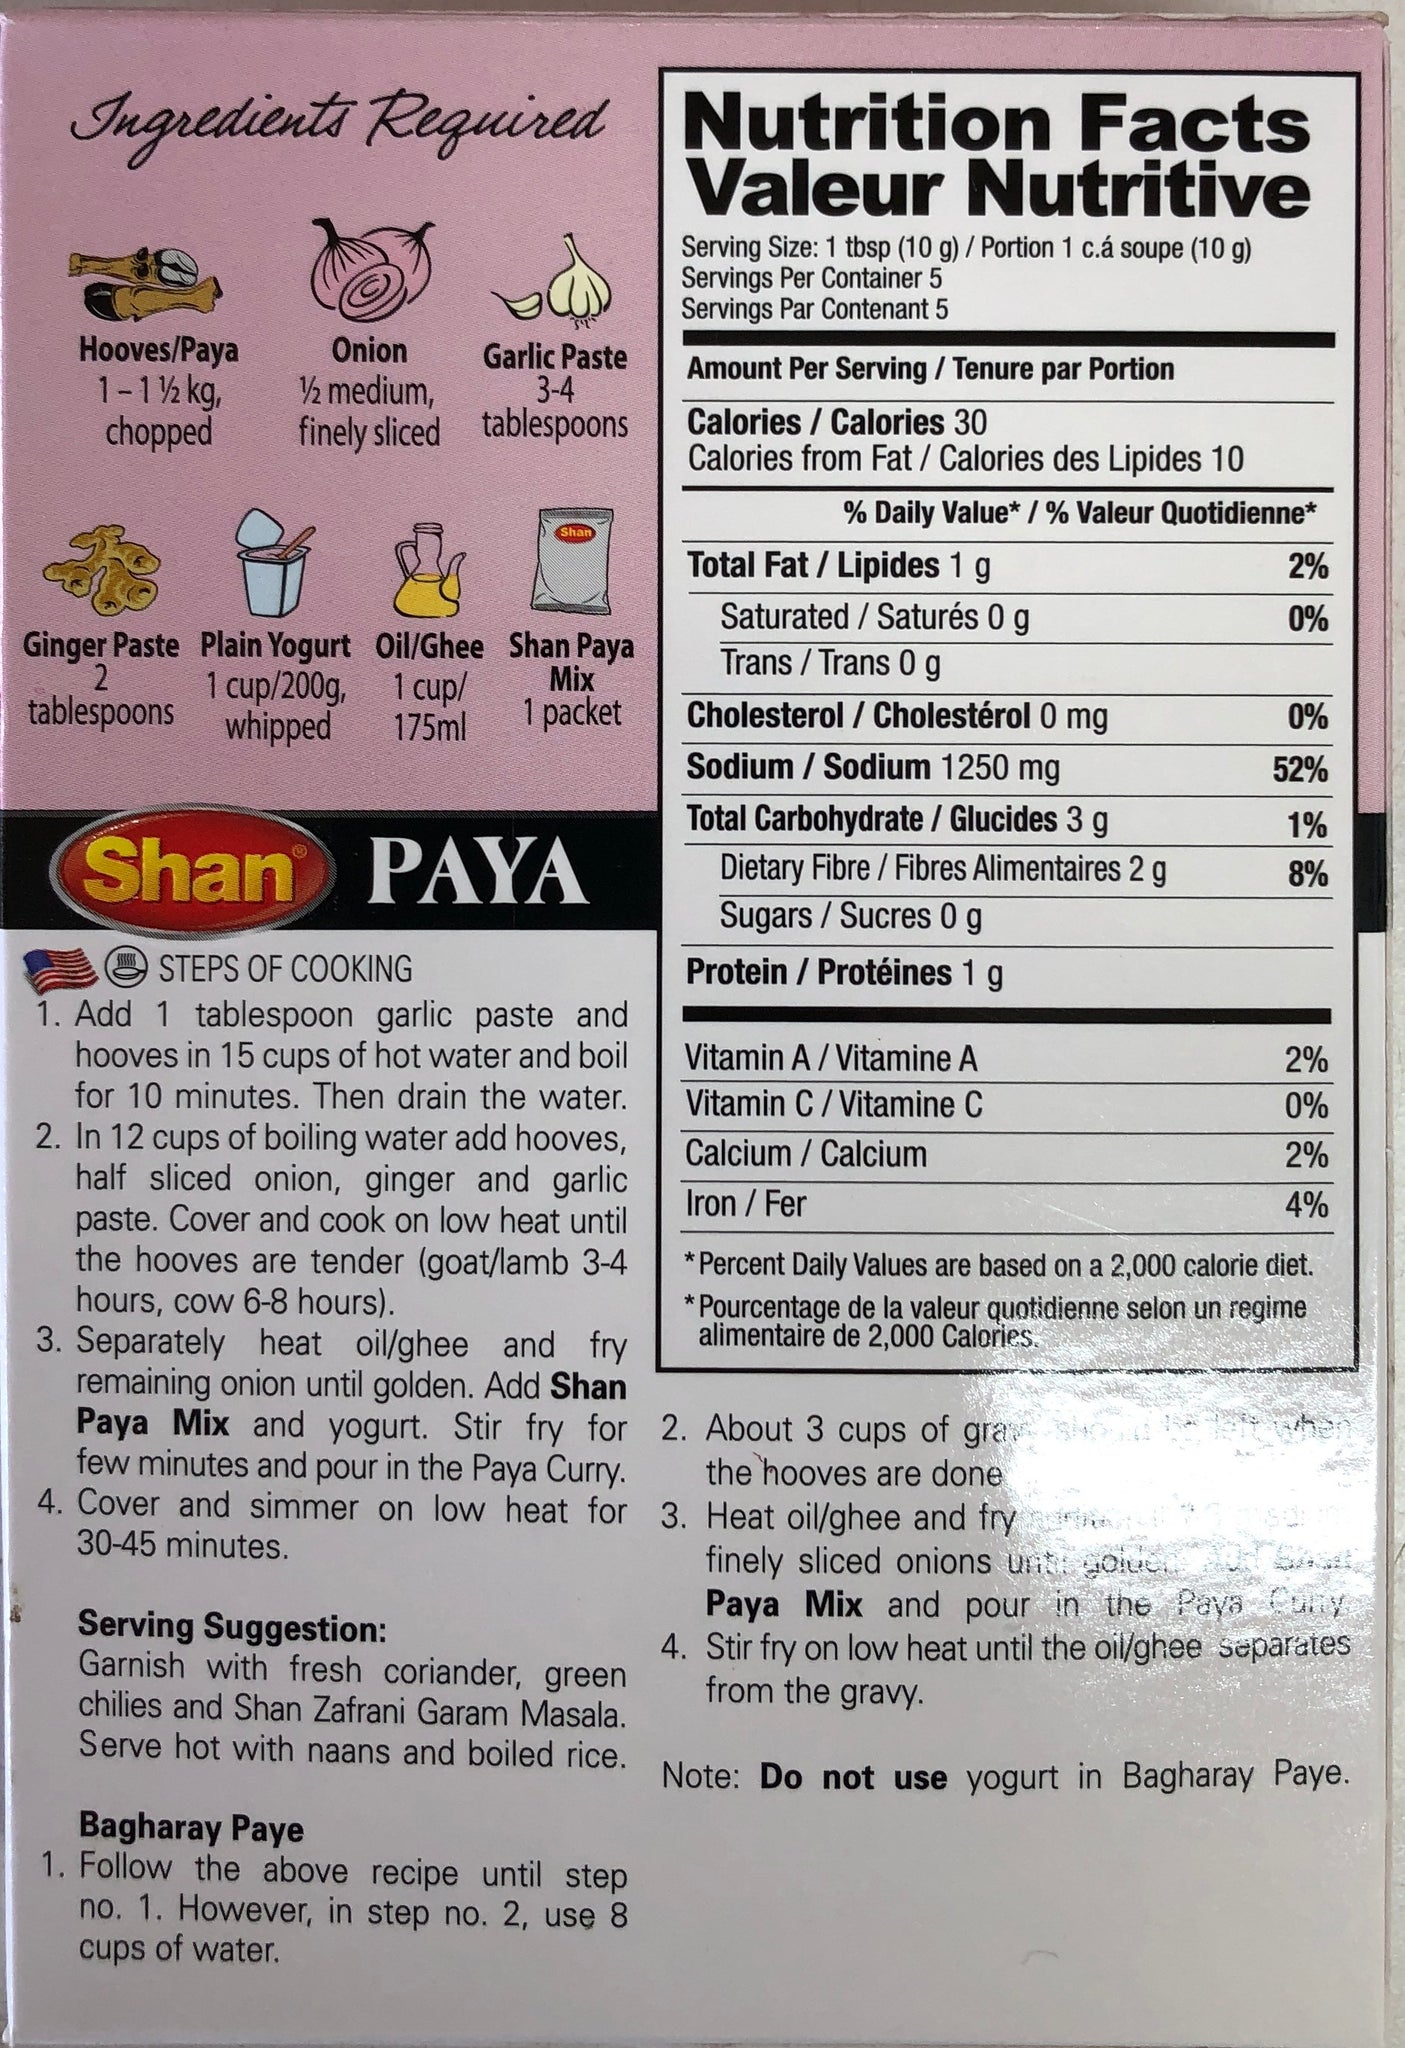 Ingredients Required
Hooves/Paya
1 – 1 ½ kg,
chopped
Onion
½ medium,
finely sliced
Garlic Paste
3-4
tablespoons
Shan
Ginger Paste
2
tablespoons
Plain Yogurt
1 cup/200g,
whipped
Oil/Ghee
1 cup/
175ml
Shan Paya
Mix
1 packet
Shan® PAYA
STEPS OF COOKING
1. Add 1 tablespoon garlic paste and
hooves in 15 cups of hot water and boil
for 10 minutes. Then drain the water.
2. In 12 cups of boiling water add hooves,
half sliced onion, ginger and garlic
paste. Cover and cook on low heat until
the hooves are tender (goat/lamb 3-4
hours, cow 6-8 hours).
3. Separately heat oil/ghee and fry
remaining onion until golden. Add Shan
Paya Mix and yogurt. Stir fry for
few minutes and pour in the Paya Curry.
4. Cover and simmer on low heat for
30-45 minutes.
Serving Suggestion:
Garnish with fresh coriander, green
chilies and Shan Zafrani Garam Masala.
Serve hot with naans and boiled rice.
Bagharay Paye
1. Follow the above recipe until step
no. 1. However, in step no. 2, use 8
cups of water.
Nutrition Facts
Valeur Nutritive
Serving Size: 1 tbsp (10 g) / Portion 1 c.á soupe (10 g)
Servings Per Container 5
Servings Par Contenant 5
Amount Per Serving / Tenure par Portion
Calories / Calories 30
Calories from Fat / Calories des Lipides 10
% Daily Value* / % Valeur Quotidienne*
Total Fat / Lipides 1 g 2%
Saturated / Saturés 0 g 0%
Trans / Trans 0 g
Cholesterol / Cholestérol 0 mg 0%
Sodium / Sodium 1250 mg 52%
Total Carbohydrate / Glucides 3 g 1%
Dietary Fibre / Fibres Alimentaires 2 g 8%
Sugars / Sucres 0 g
Protein / Protéines 1 g
Vitamin A / Vitamine A 2%
Vitamin C / Vitamine C 0%
Calcium / Calcium 2%
Iron / Fer 4%
*Percent Daily Values are based on a 2,000 calorie diet.
*Pourcentage de la valeur quotidienne selon un regime
alimentaire de 2,000 Calories.
2. About 3 cups of should be left when
the hooves are done
3. Heat oil/ghee and fry
finely sliced onions until golden. Add Shan
Paya Mix and pour in the Paya Curry.
4. Stir fry on low heat until the oil/ghee separates
from the gravy.
Note: Do not use yogurt in Bagharay Paye.